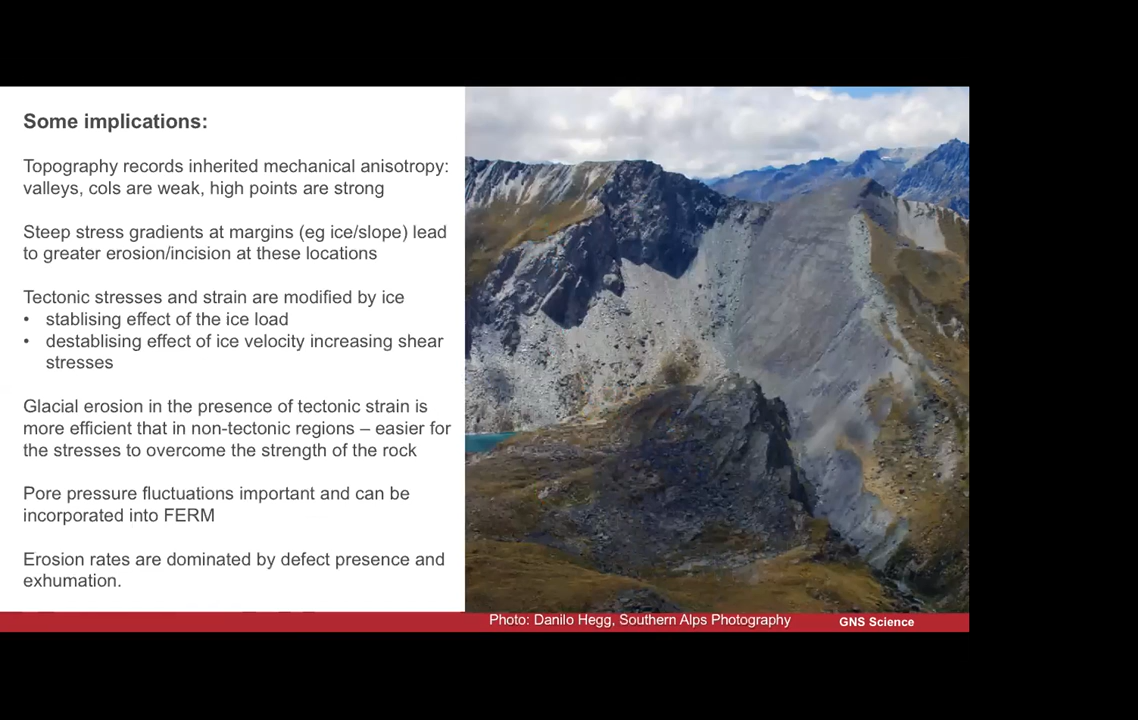 Some implications:
Topography records inherited mechanical anisotropy:
valleys, cols are weak, high points are strong
Steep stress gradients at margins (eg ice/slope) lead
to greater erosion/incision at these locations
Tectonic stresses and strain are modified by ice
• stablising effect of the ice load
• destablising effect of ice velocity increasing shear
stresses
Glacial erosion in the presence of tectonic strain is
more efficient that in non-tectonic regions – easier for
the stresses to overcome the strength of the rock
Pore pressure fluctuations important and can be
incorporated into FERM
Erosion rates are dominated by defect presence and
exhumation.
Photo: Danilo Hegg, Southern Alps Photography
GNS Science